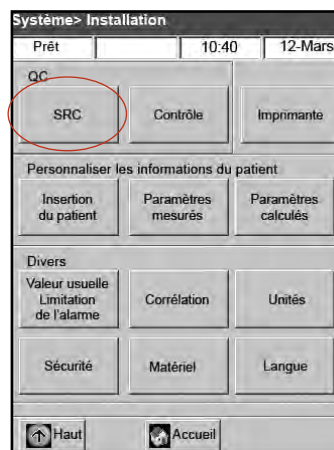 Système> Installation
Prêt 10:40 12-Mars
QC
SRC Contrôle Imprimante
Personnaliser les informations du patient
Insertion du patient Paramètres mesurés Paramètres calculés
Divers
Valeur usuelle Limitation de l'alarme Corrélation Unités
Sécurité Matériel Langue
Haut Accueil